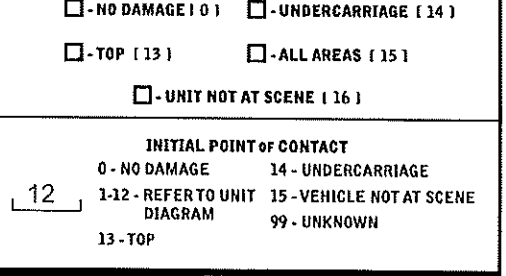 ☐ - NO DAMAGE [ 0 ] ☐ - UNDERCARRIAGE [ 14 ]
☐ - TOP [ 13 ] ☐ - ALL AREAS [ 15 ]
☐ - UNIT NOT AT SCENE [ 16 ]
INITIAL POINT OF CONTACT
0 - NO DAMAGE 14 - UNDERCARRIAGE
12 1-12 - REFER TO UNIT 15 - VEHICLE NOT AT SCENE
DIAGRAM 99 - UNKNOWN
13 - TOP